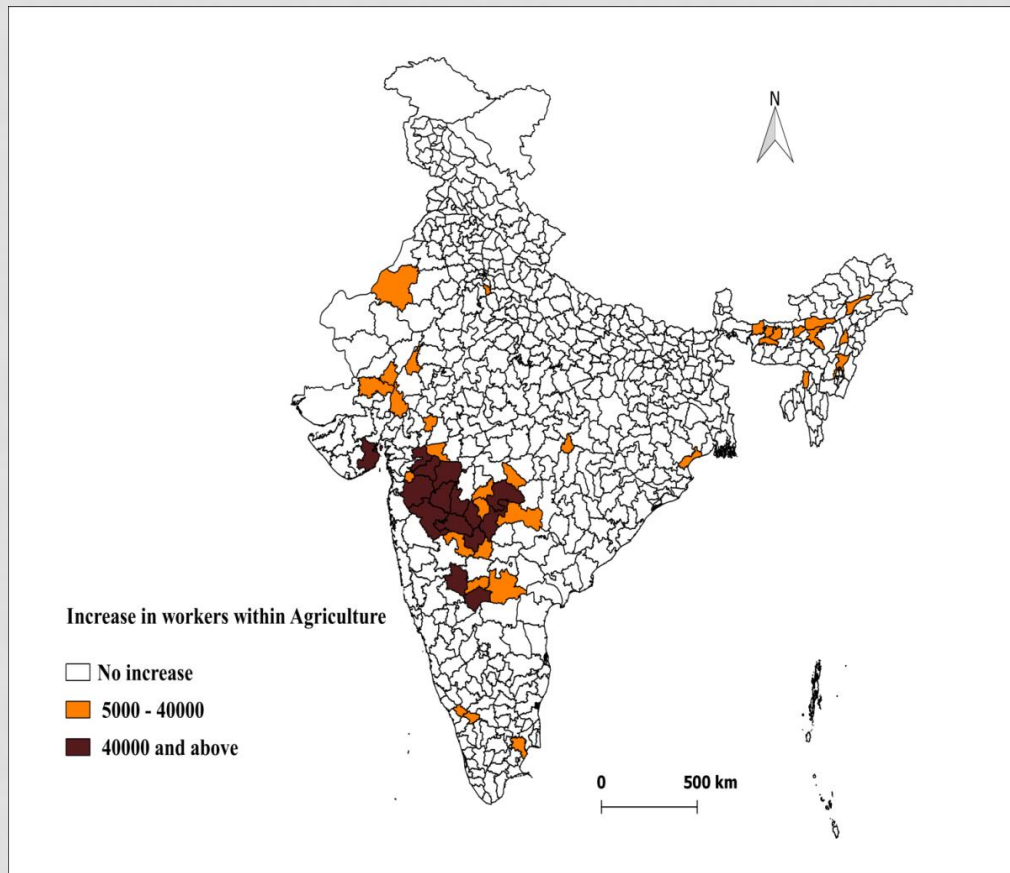 N
Increase in workers within Agriculture
No increase
5000 - 40000
40000 and above
0 500 km